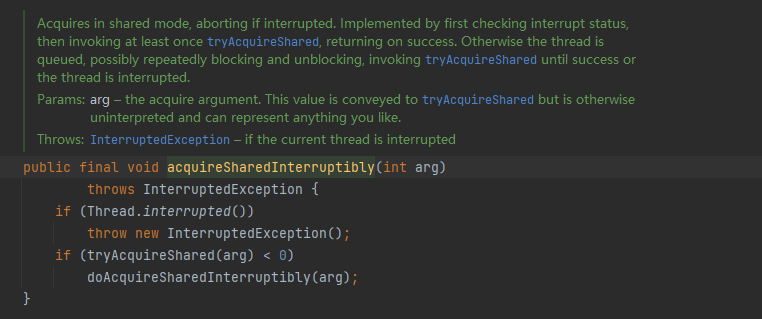 Acquires in shared mode, aborting if interrupted. Implemented by first checking interrupt status,
then invoking at least once tryAcquireShared, returning on success. Otherwise the thread is
queued, possibly repeatedly blocking and unblocking, invoking tryAcquireShared until success or
the thread is interrupted.
Params: arg – the acquire argument. This value is conveyed to tryAcquireShared but is otherwise
uninterpreted and can represent anything you like.
Throws: InterruptedException – if the current thread is interrupted
public final void acquireSharedInterruptibly(int arg)
        throws InterruptedException {
    if (Thread.interrupted())
        throw new InterruptedException();
    if (tryAcquireShared(arg) < 0)
        doAcquireSharedInterruptibly(arg);
}